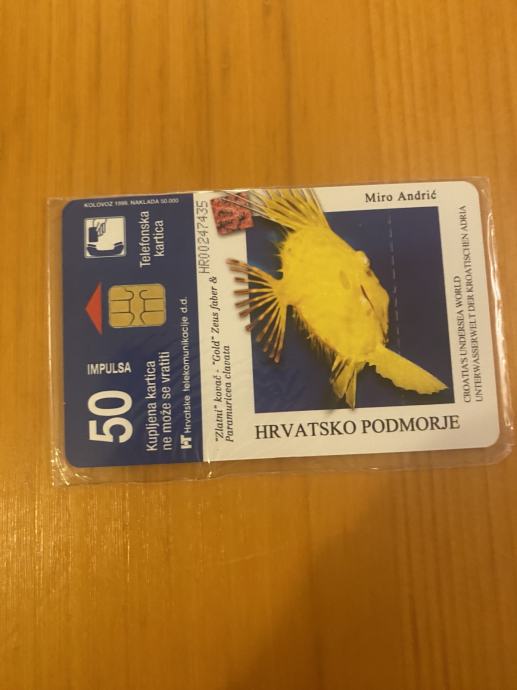 KOLOVOZ 1998. NAKLADA 50.000
Telefonska
kartica
50 IMPULSA
Kupljena kartica
ne može se vratiti
HT Hrvatske telekomunikacije d.d.
HR00247435
"Zlatni" kovač - "Gold" Zeus faber &
Paramuricea clavata
Miro Andrić
HRVATSKO PODMORJE
CROATIA'S UNDERSEA WORLD
UNTERWASSERWELT DER KROATISCHEN ADRIA